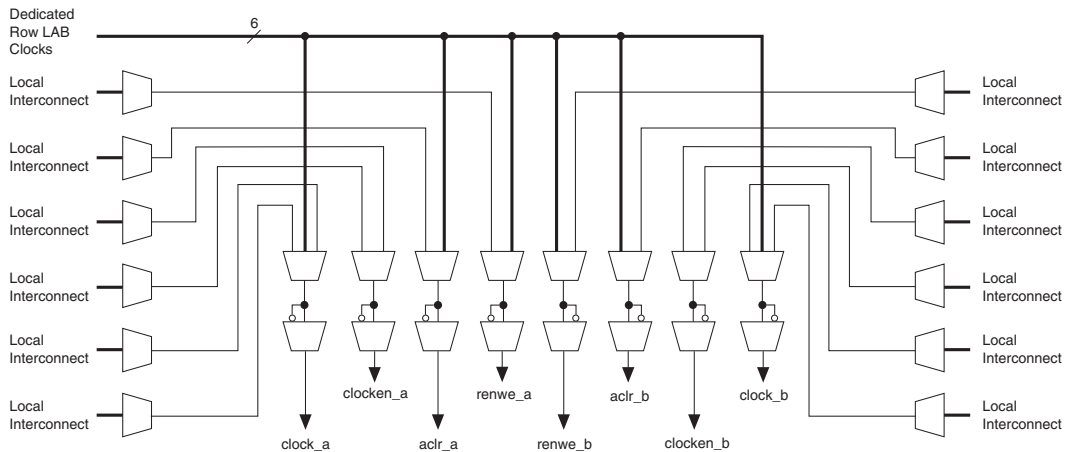 Dedicated
Row LAB
Clocks
6
Local
Interconnect
Local
Interconnect
Local
Interconnect
Local
Interconnect
Local
Interconnect
Local
Interconnect
Local
Interconnect
Local
Interconnect
Local
Interconnect
Local
Interconnect
Local
Interconnect
Local
Interconnect
clocken_a
renwe_a
aclr_b
clock_b
clock_a
aclr_a
renwe_b
clocken_b